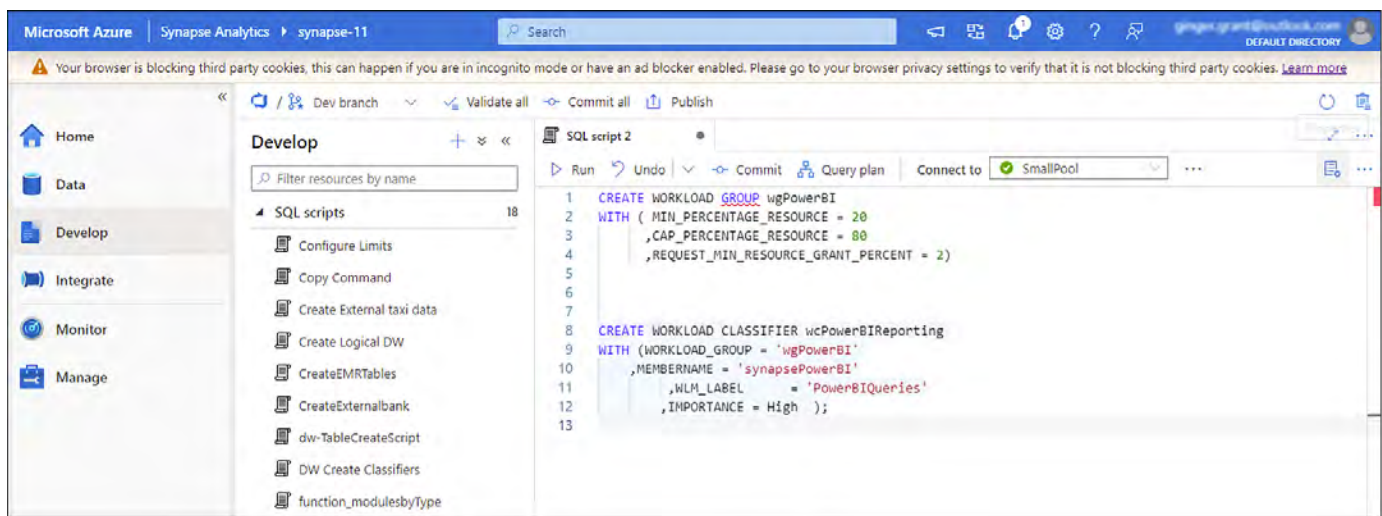 Microsoft Azure Synapse Analytics synapse-11 Search
DEFAULT DIRECTORY
Your browser is blocking third party cookies, this can happen if you are in incognito mode or have an ad blocker enabled. Please go to your browser privacy settings to verify that it is not blocking third party cookies. Learn more
« / Dev branch Validate all Commit all Publish
Home
Data
Develop
Integrate
Monitor
Manage
Develop + «
Filter resources by name
SQL scripts 18
Configure Limits
Copy Command
Create External taxi data
Create Logical DW
CreateEMRTables
CreateExternalbank
dw-TableCreateScript
DW Create Classifiers
function_modulesbyType
SQL script 2
Run Undo Commit Query plan Connect to SmallPool ...
1 CREATE WORKLOAD GROUP wgPowerBI
2 WITH ( MIN_PERCENTAGE_RESOURCE = 20
3 ,CAP_PERCENTAGE_RESOURCE = 80
4 ,REQUEST_MIN_RESOURCE_GRANT_PERCENT = 2)
5
6
7
8 CREATE WORKLOAD CLASSIFIER wcPowerBIReporting
9 WITH (WORKLOAD_GROUP = 'wgPowerBI'
10 ,MEMBERNAME = 'synapsePowerBI'
11 ,WLM_LABEL = 'PowerBIQueries'
12 ,IMPORTANCE = High );
13